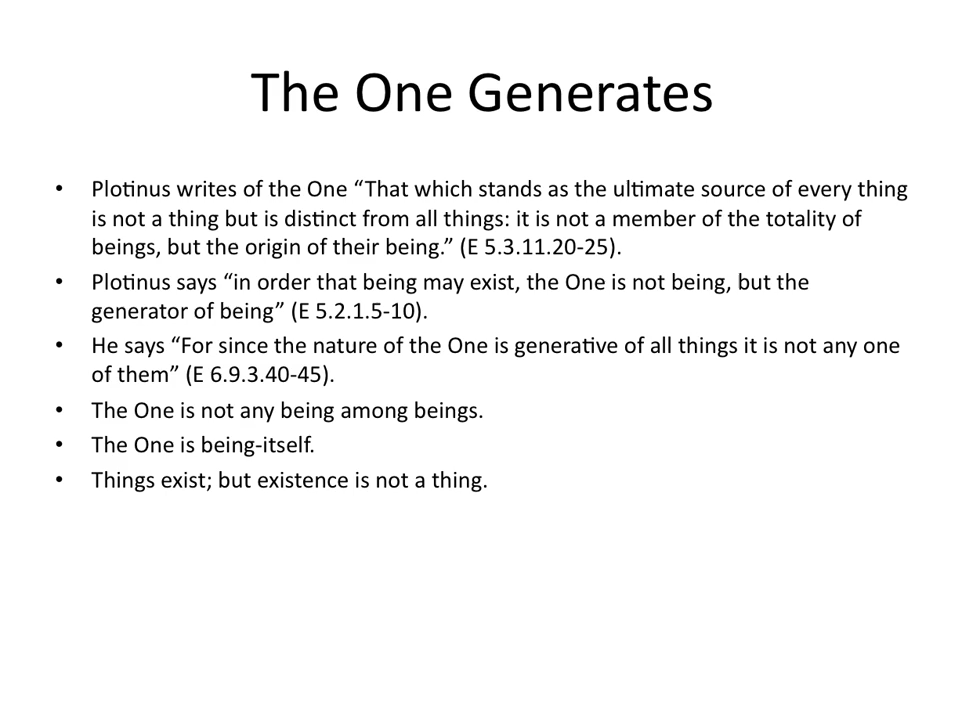 The One Generates
• Plotinus writes of the One “That which stands as the ultimate source of every thing
is not a thing but is distinct from all things: it is not a member of the totality of
beings, but the origin of their being.” (E 5.3.11.20-25).
• Plotinus says “in order that being may exist, the One is not being, but the
generator of being” (E 5.2.1.5-10).
• He says “For since the nature of the One is generative of all things it is not any one
of them” (E 6.9.3.40-45).
• The One is not any being among beings.
• The One is being-itself.
• Things exist; but existence is not a thing.